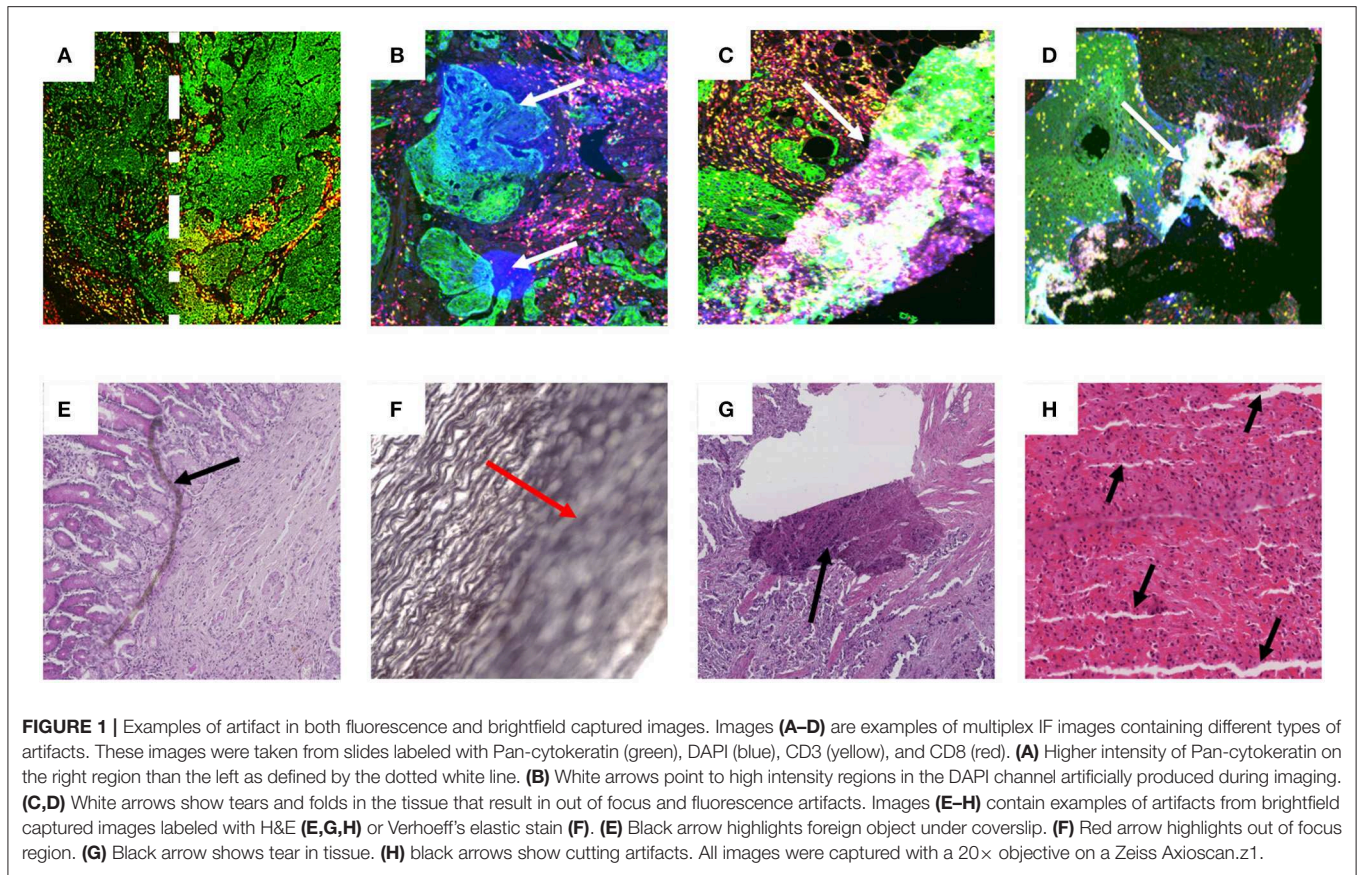 A
B
C
D
E
F
G
H
FIGURE 1 | Examples of artifact in both fluorescence and brightfield captured images. Images (A–D) are examples of multiplex IF images containing different types of
artifacts. These images were taken from slides labeled with Pan-cytokeratin (green), DAPI (blue), CD3 (yellow), and CD8 (red). (A) Higher intensity of Pan-cytokeratin on
the right region than the left as defined by the dotted white line. (B) White arrows point to high intensity regions in the DAPI channel artificially produced during imaging.
(C,D) White arrows show tears and folds in the tissue that result in out of focus and fluorescence artifacts. Images (E–H) contain examples of artifacts from brightfield
captured images labeled with H&E (E,G,H) or Verhoeff's elastic stain (F). (E) Black arrow highlights foreign object under coverslip. (F) Red arrow highlights out of focus
region. (G) Black arrow shows tear in tissue. (H) black arrows show cutting artifacts. All images were captured with a 20× objective on a Zeiss Axioscan.z1.